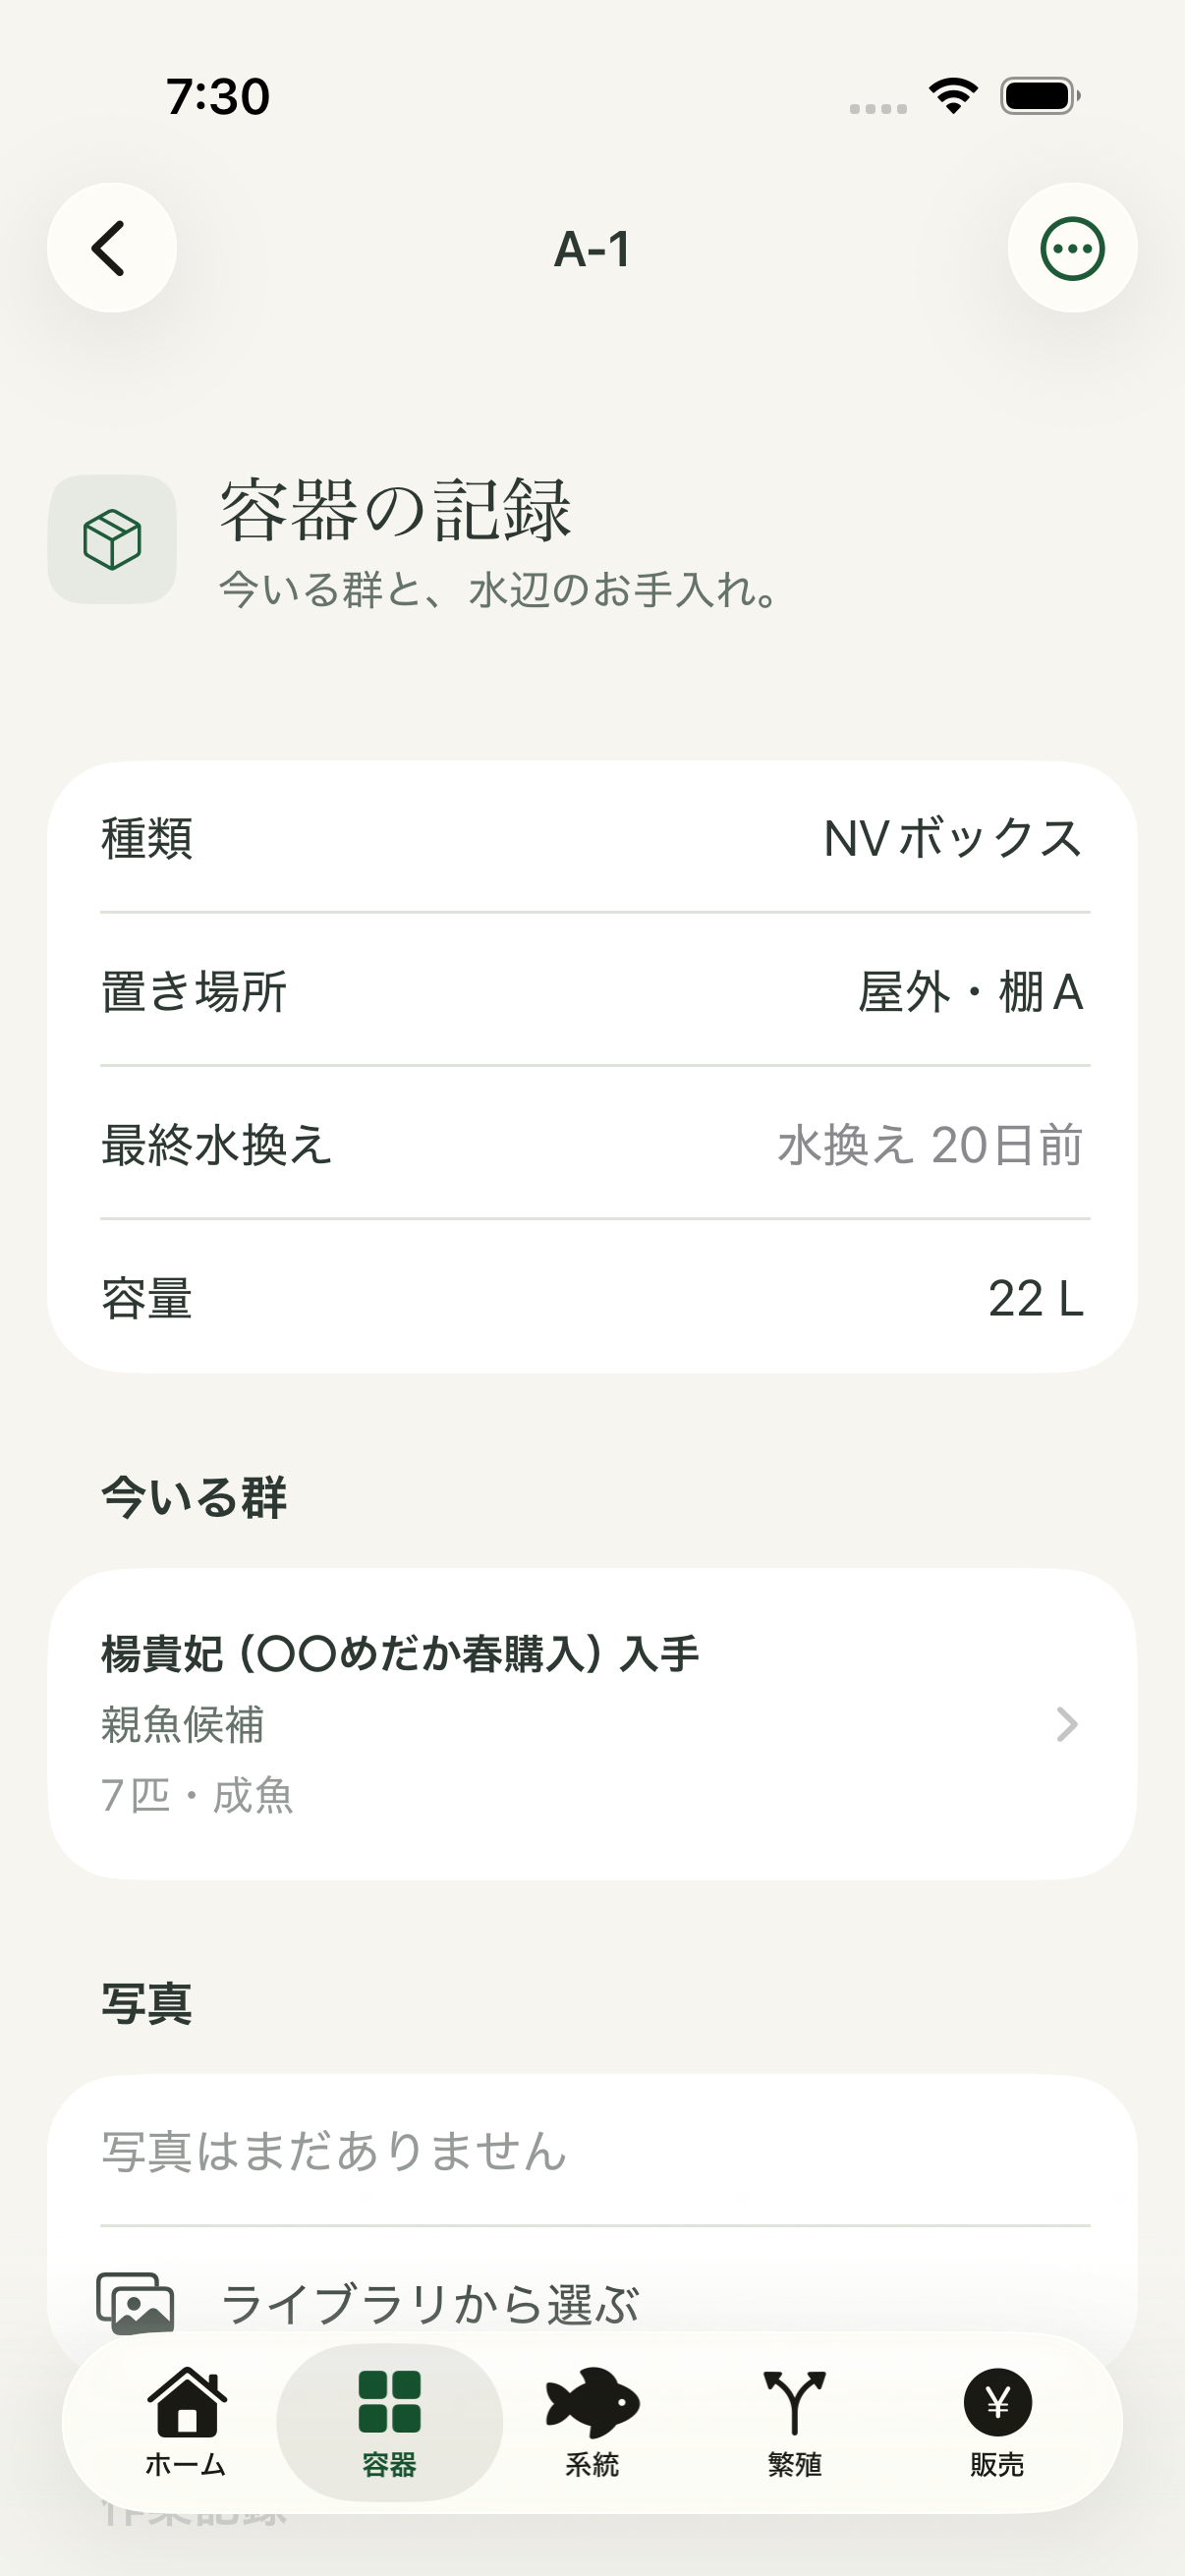 7:30
A-1
容器の記録
今いる群と、水辺のお手入れ。
種類
NVボックス
置き場所
屋外・棚A
最終水換え
水換え 20日前
容量
22 L
今いる群
楊貴妃（〇〇めだか春購入）入手
親魚候補
7匹・成魚
写真
写真はまだありません
ライブラリから選ぶ
ホーム
容器
系統
繁殖
販売